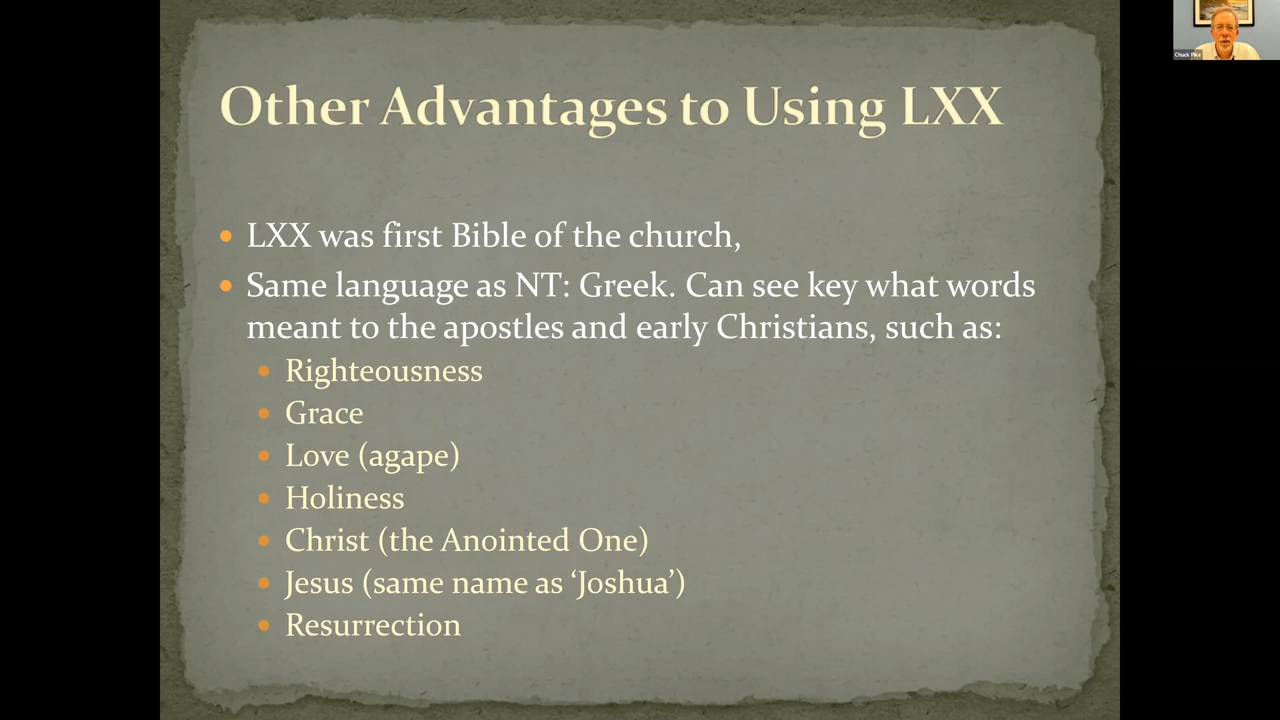 Other Advantages to Using LXX
LXX was first Bible of the church,
Same language as NT: Greek. Can see key what words
meant to the apostles and early Christians, such as:
Righteousness
Grace
Love (agape)
Holiness
Christ (the Anointed One)
Jesus (same name as ‘Joshua’)
Resurrection
Chuck Pike